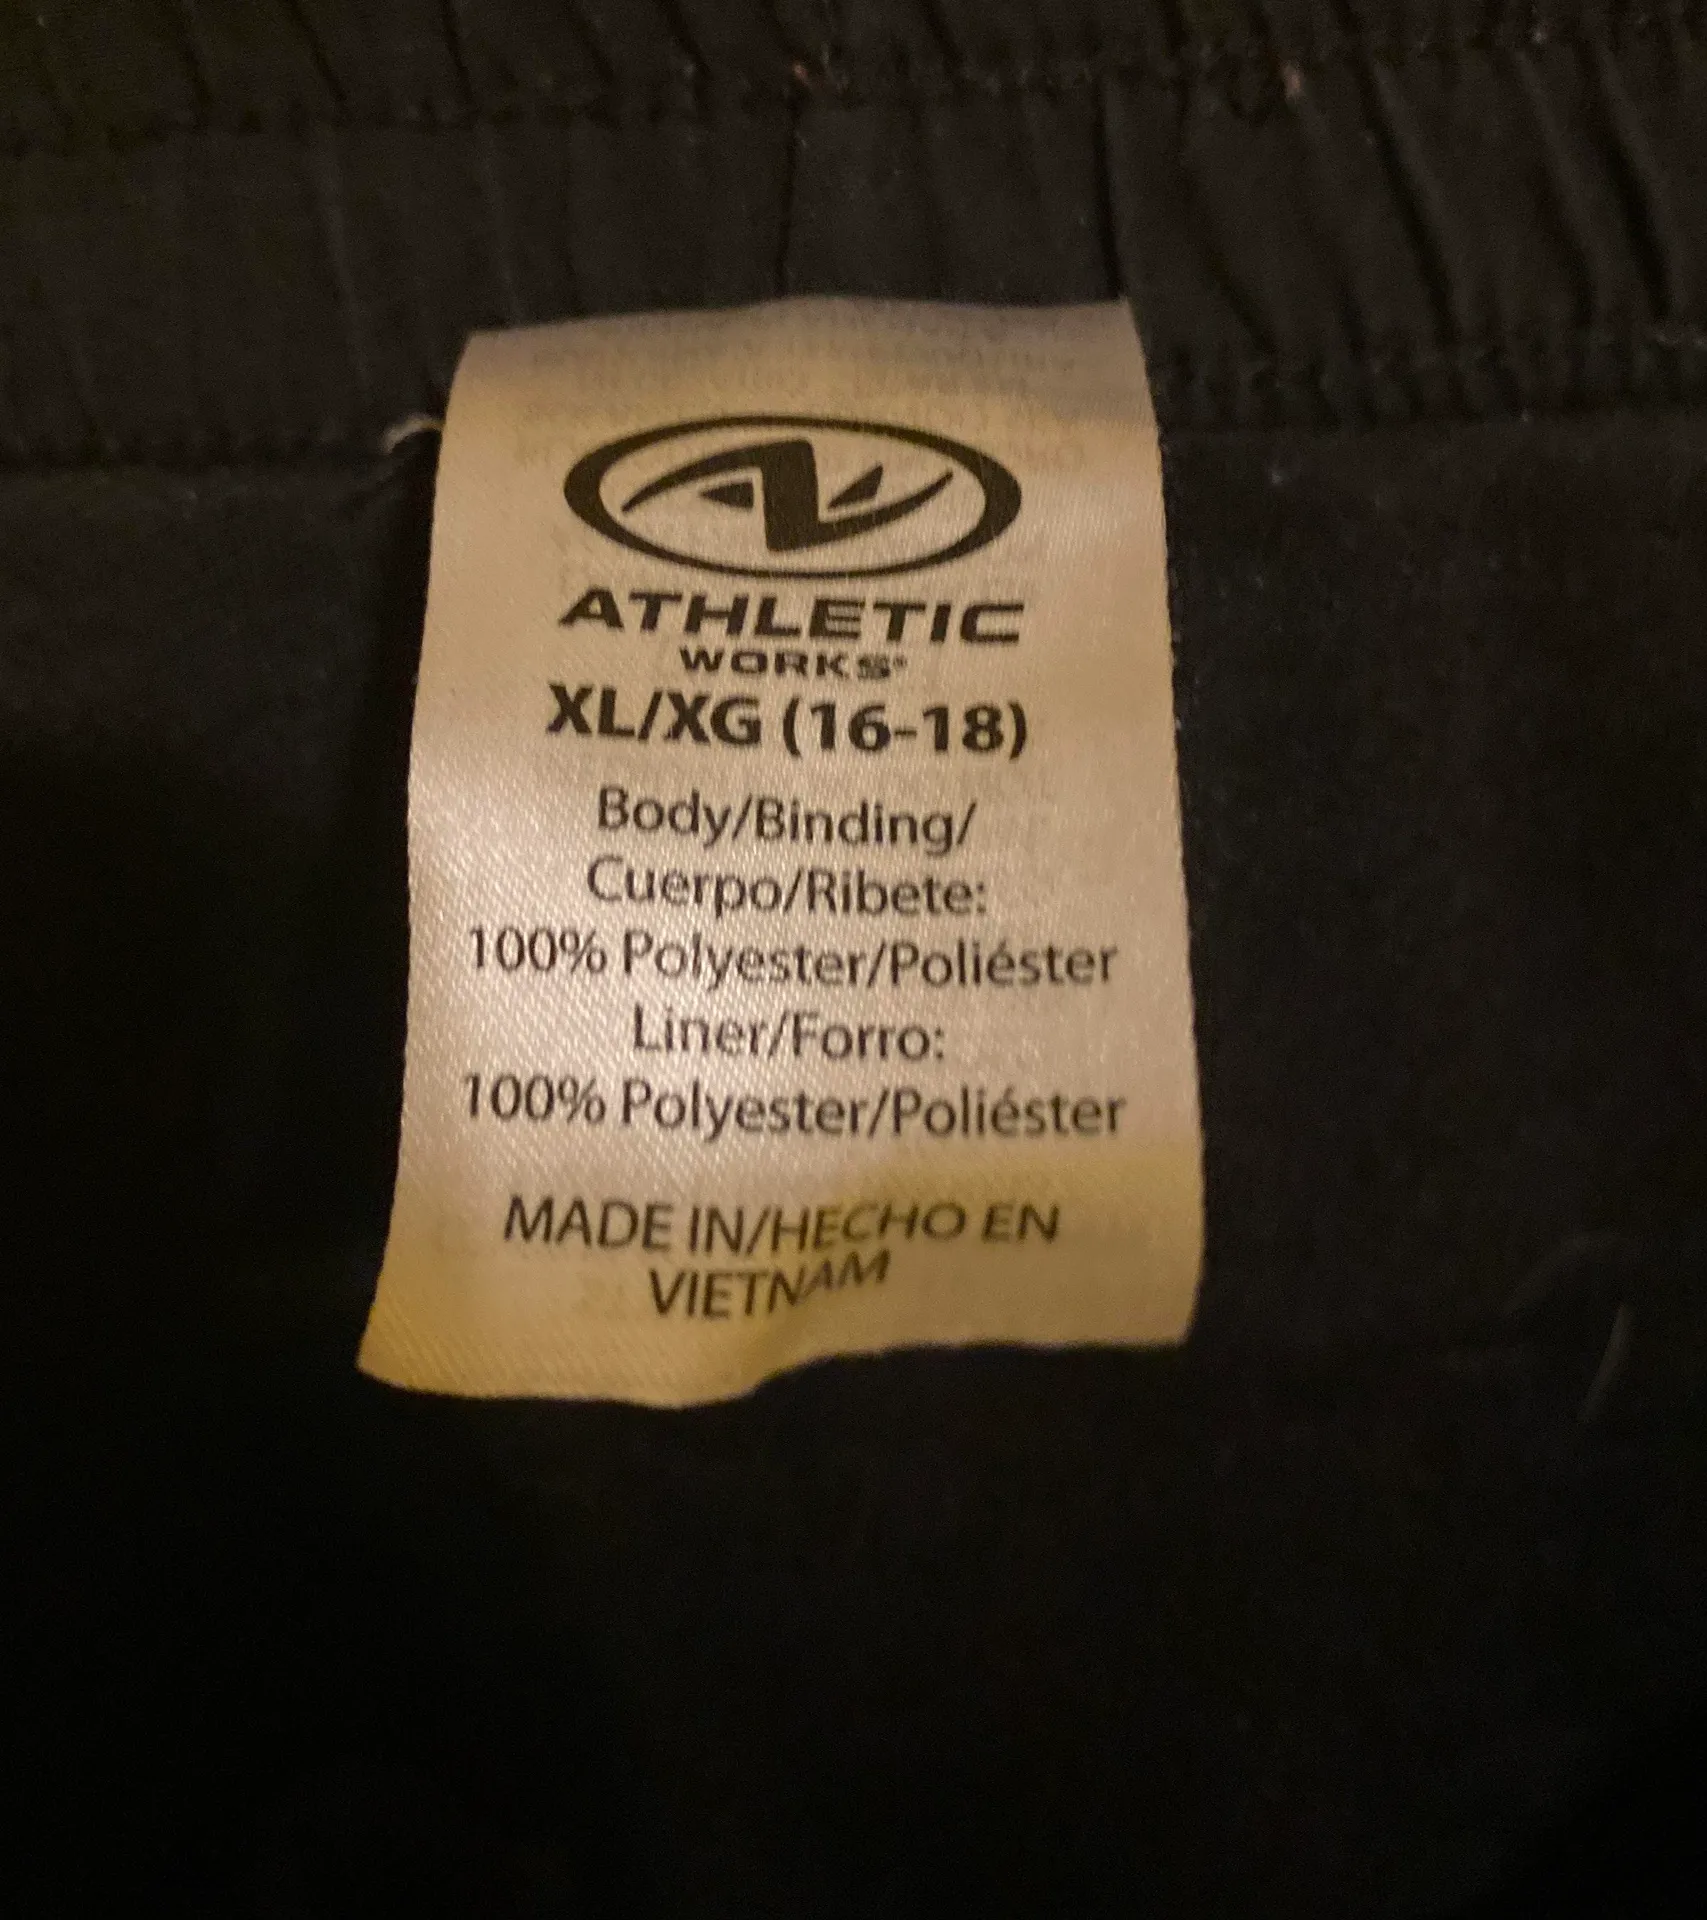 ATHLETIC
WORKS®
XL/XG (16-18)
Body/Binding/
Cuerpo/Ribete:
100% Polyester/Poliéster
Liner/Forro:
100% Polyester/Poliéster
MADE IN/HECHO EN
VIETNAM